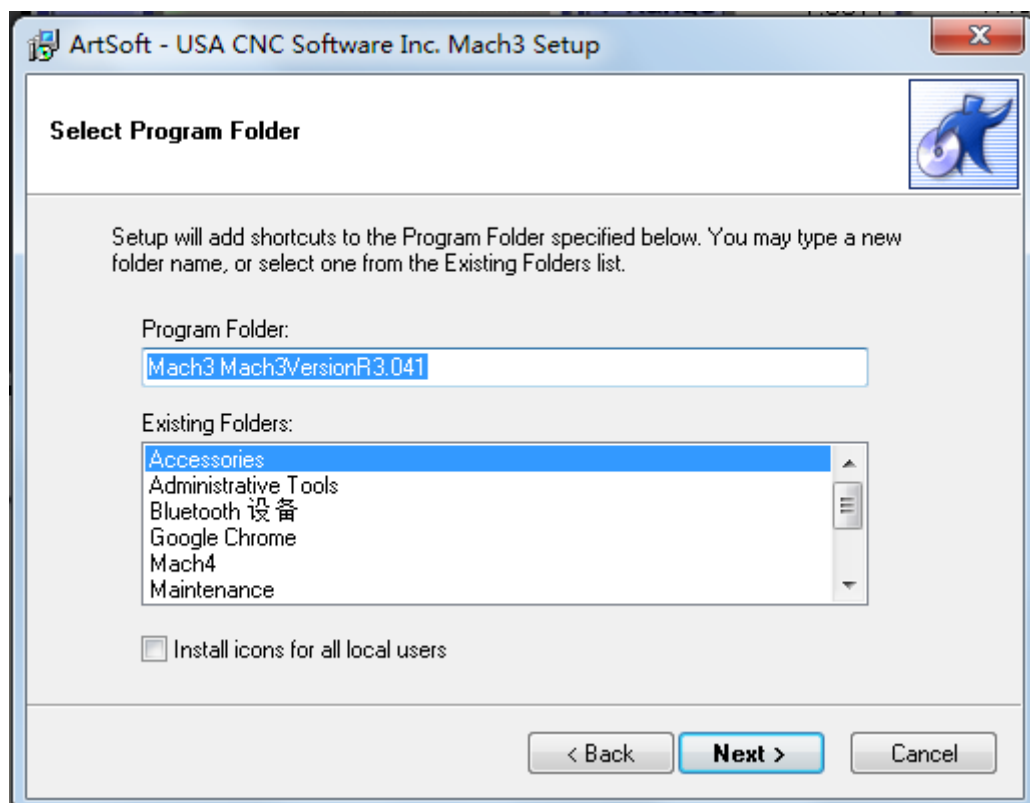 ArtSoft - USA CNC Software Inc. Mach3 Setup
Select Program Folder
Setup will add shortcuts to the Program Folder specified below. You may type a new
folder name, or select one from the Existing Folders list.
Program Folder:
Mach3 Mach3VersionR3.041
Existing Folders:
Accessories
Administrative Tools
Bluetooth 设备
Google Chrome
Mach4
Maintenance
Install icons for all local users
< Back
Next >
Cancel